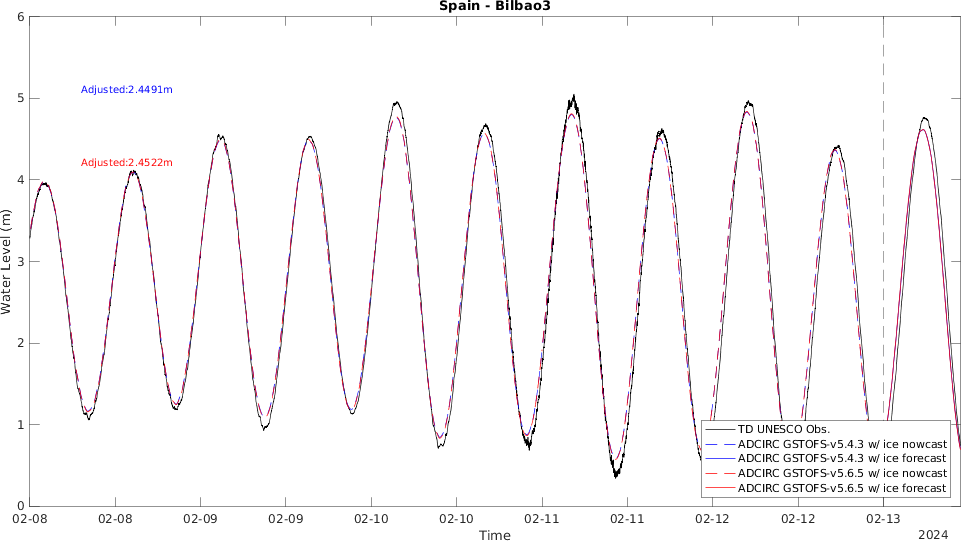 Spain - Bilbao3
6
5
4
3
2
1
0
Water Level (m)
Adjusted:2.4491m
Adjusted:2.4522m
TD UNESCO Obs.
ADCIRC GSTOFS-v5.4.3 w/ ice nowcast
ADCIRC GSTOFS-v5.4.3 w/ ice forecast
ADCIRC GSTOFS-v5.6.5 w/ ice nowcast
ADCIRC GSTOFS-v5.6.5 w/ ice forecast
02-08 02-08 02-09 02-09 02-10 02-10 02-11 02-11 02-12 02-12 02-13
Time
2024